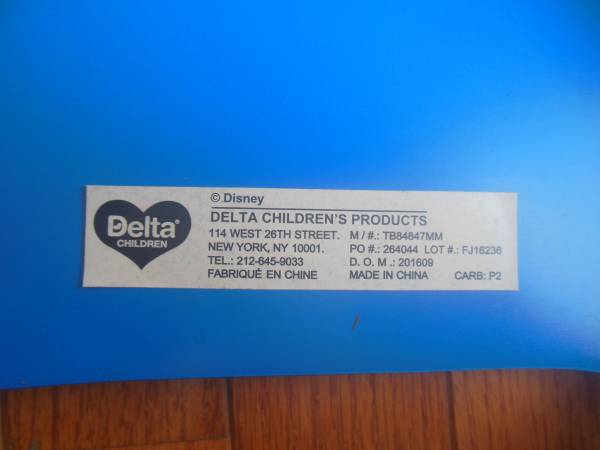 Delta®
CHILDREN
© Disney
DELTA CHILDREN'S PRODUCTS
114 WEST 26TH STREET. M / #.: TB84847MM
NEW YORK, NY 10001. PO #.: 264044 LOT #.: FJ16236
TEL.: 212-645-9033 D. O. M .: 201609
FABRIQUÉ EN CHINE MADE IN CHINA CARB: P2